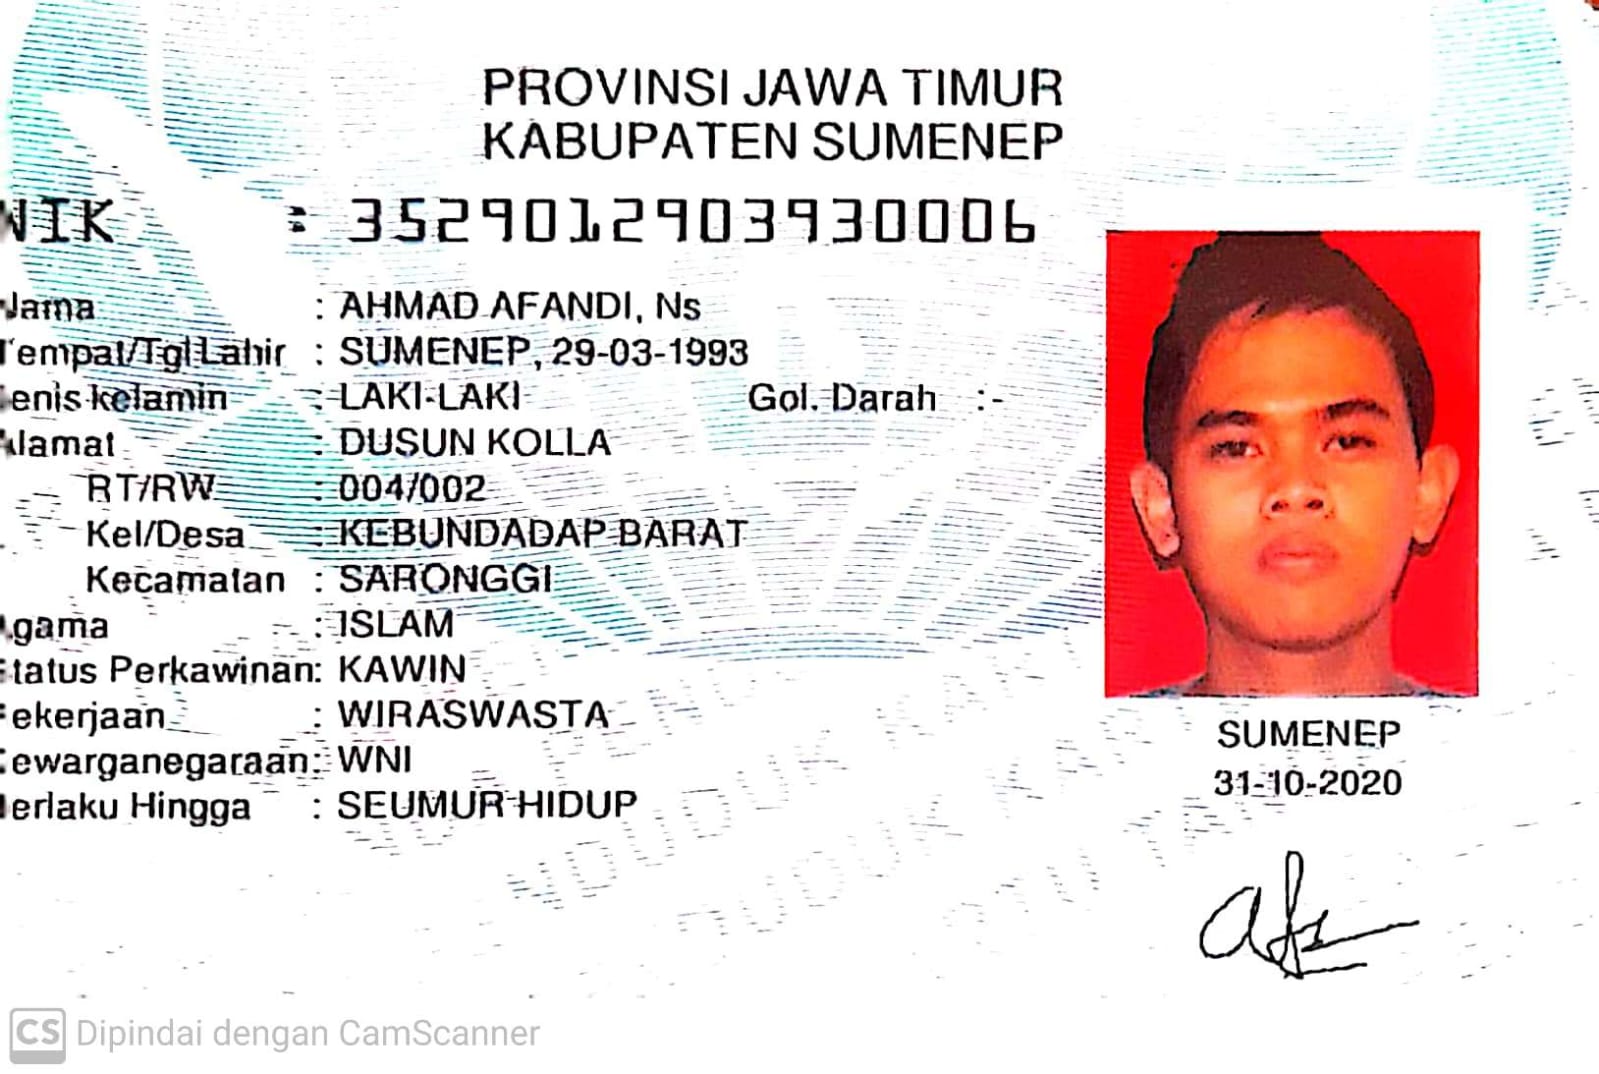 PROVINSI JAWA TIMUR
KABUPATEN SUMENEP
NIK : 3529012903930006
Nama : AHMAD AFANDI, Ns
Tempat/Tgl Lahir : SUMENEP, 29-03-1993
Jenis kelamin : LAKI-LAKI Gol. Darah : -
Alamat : DUSUN KOLLA
RT/RW : 004/002
Kel/Desa : KEBUNDADAP BARAT
Kecamatan : SARONGGI
Agama : ISLAM
Status Perkawinan: KAWIN
Pekerjaan : WIRASWASTA
Kewarganegaraan: WNI
Berlaku Hingga : SEUMUR HIDUP
SUMENEP
31-10-2020
CS Dipindai dengan CamScanner